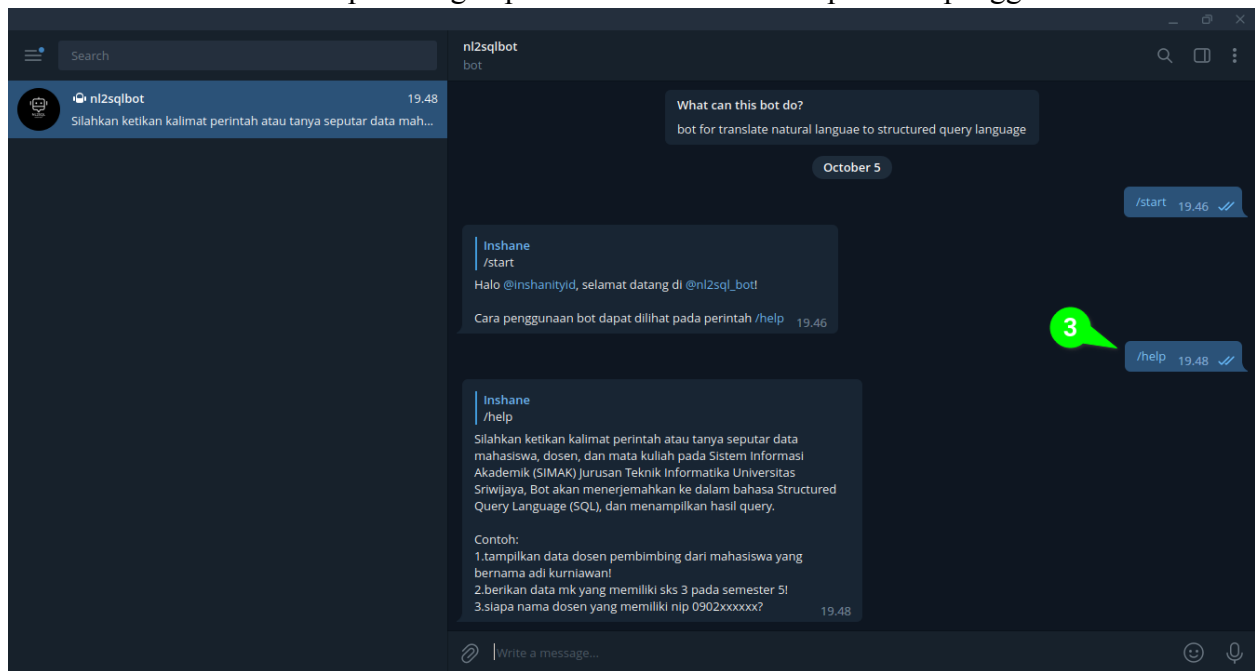 Search
nl2sqlbot
19.48
Silahkan ketikan kalimat perintah atau tanya seputar data mah...
nl2sqlbot
bot
What can this bot do?
bot for translate natural languae to structured query language
October 5
/start 19.46
Inshane
/start
Halo @inshanityid, selamat datang di @nl2sql_bot!
Cara penggunaan bot dapat dilihat pada perintah /help 19.46
3
/help 19.48
Inshane
/help
Silahkan ketikan kalimat perintah atau tanya seputar data
mahasiswa, dosen, dan mata kuliah pada Sistem Informasi
Akademik (SIMAK) Jurusan Teknik Informatika Universitas
Sriwijaya, Bot akan menerjemahkan ke dalam bahasa Structured
Query Language (SQL), dan menampilkan hasil query.
Contoh:
1.tampilkan data dosen pembimbing dari mahasiswa yang
bernama adi kurniawan!
2.berikan data mk yang memiliki sks 3 pada semester 5!
3.siapa nama dosen yang memiliki nip 0902xxxxxx? 19.48
Write a message...